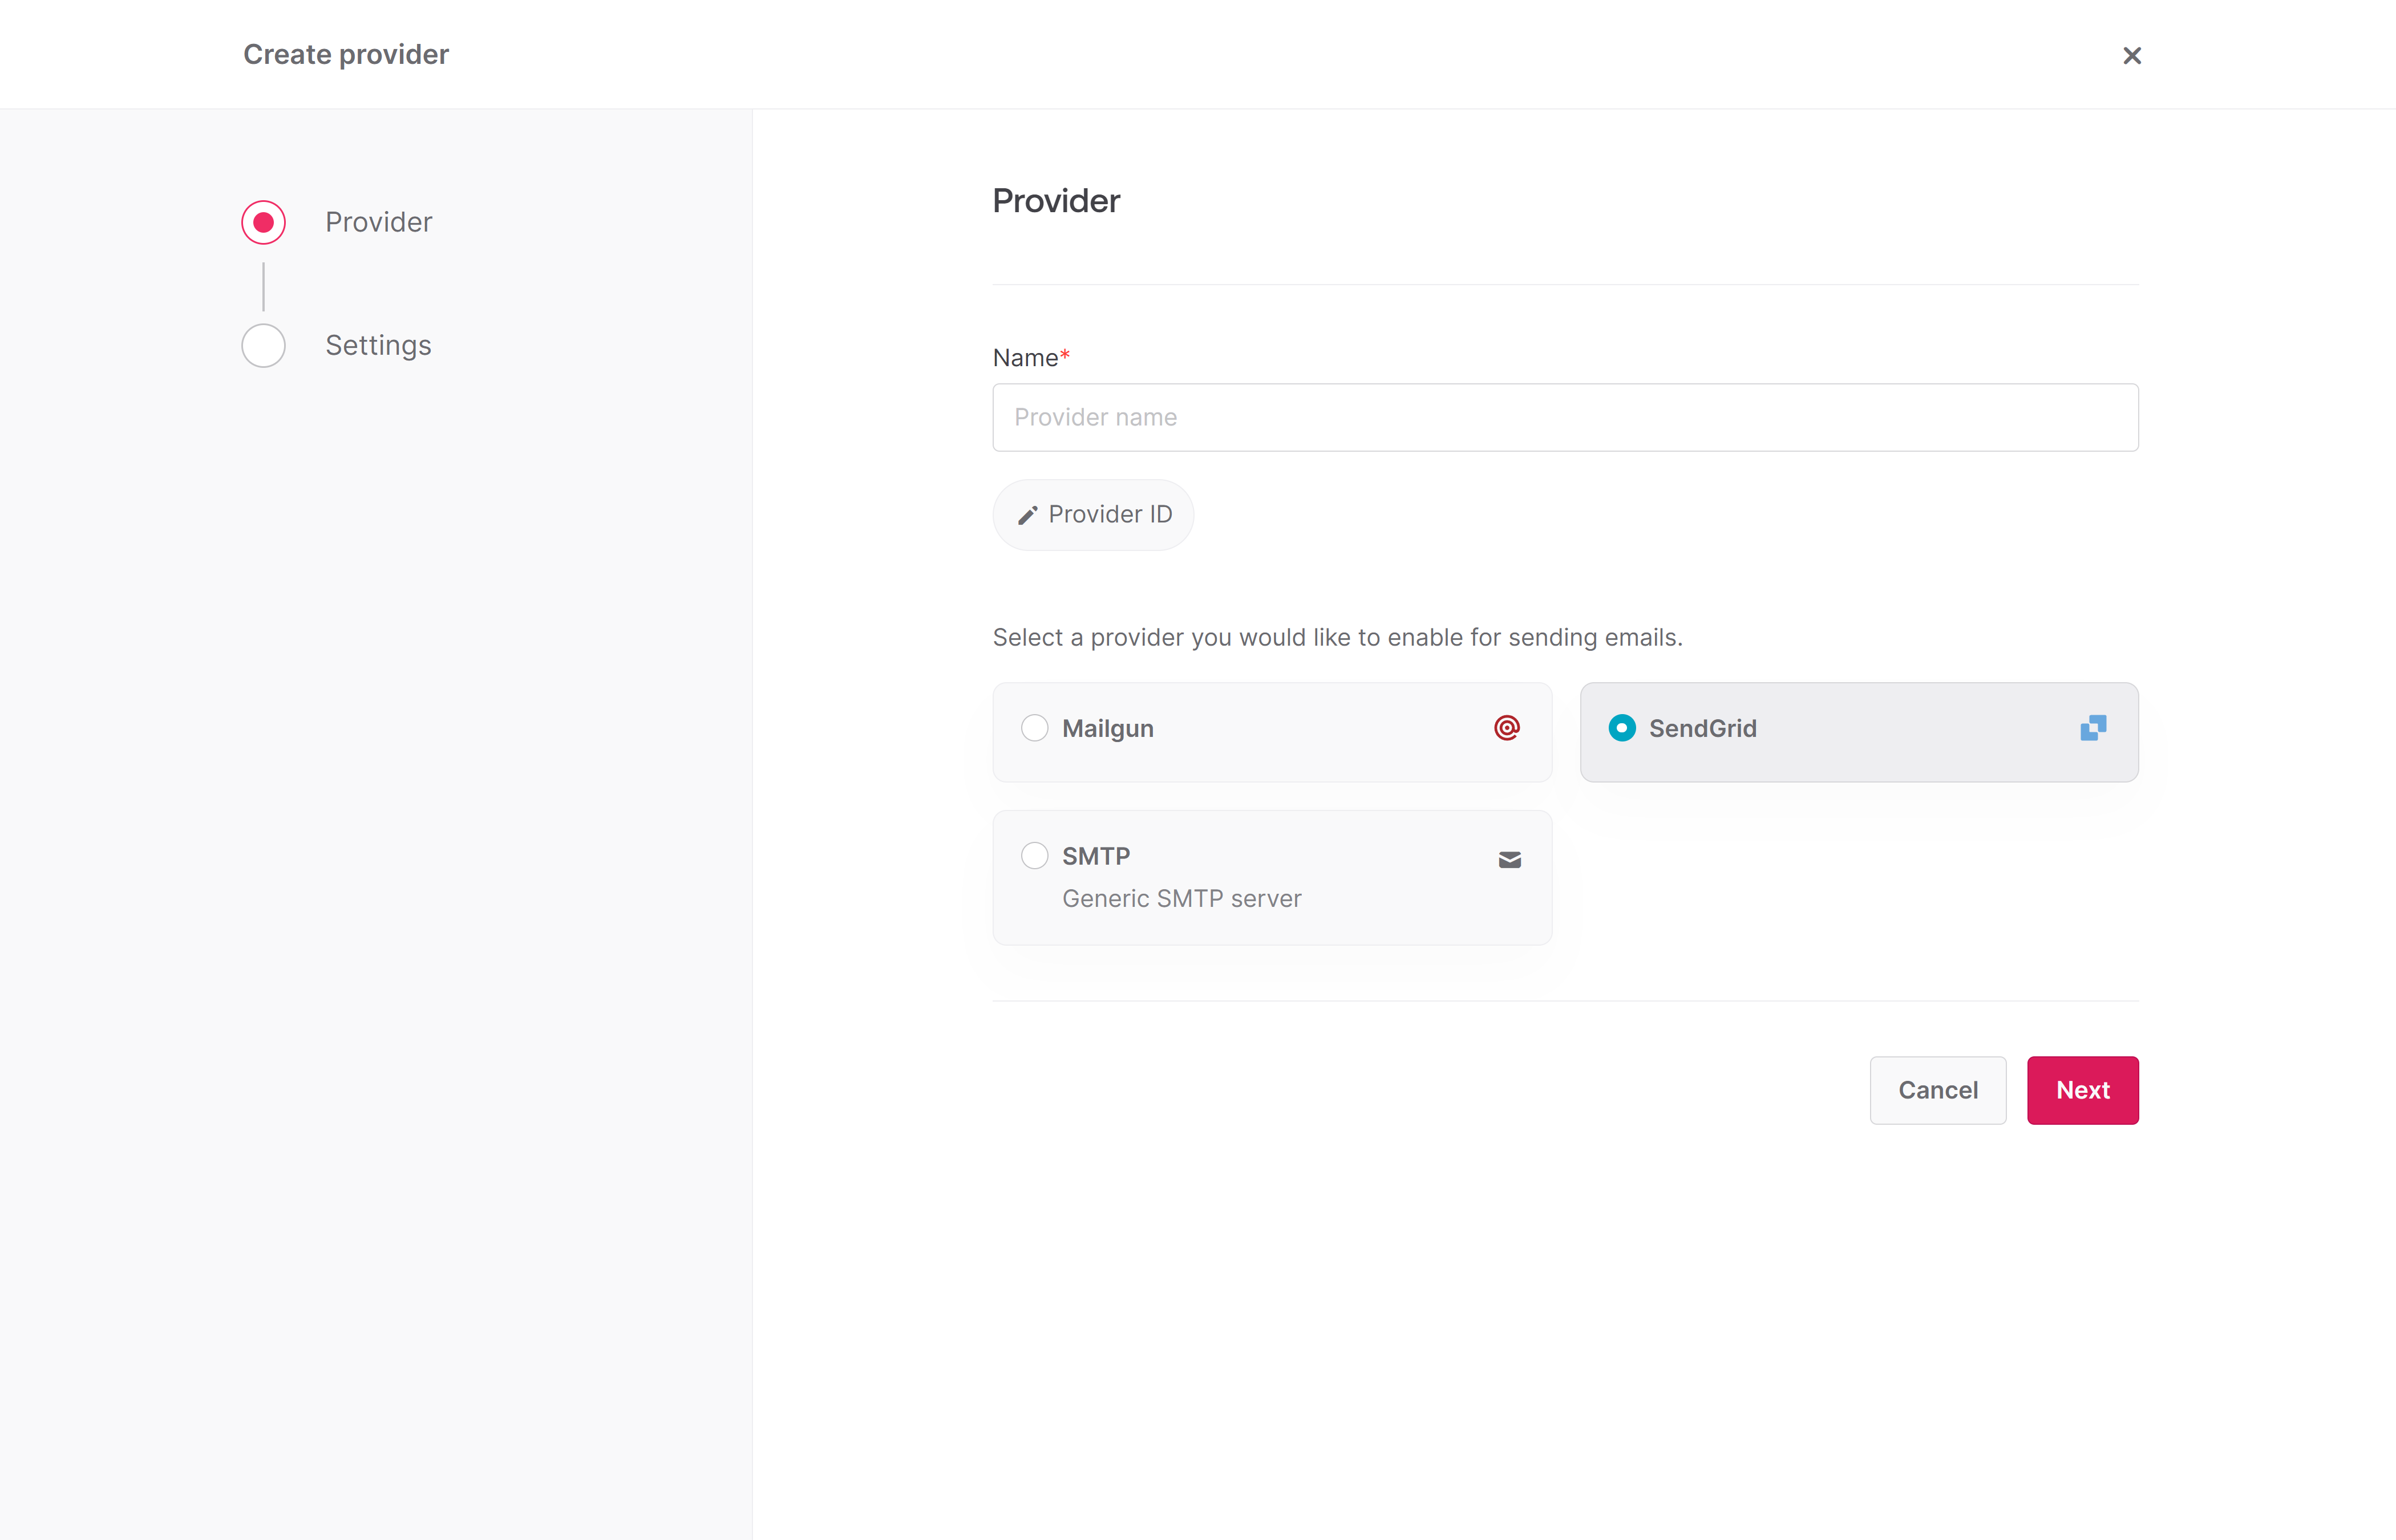 Create provider
Provider
Settings
Provider
Name*
Provider name
Provider ID
Select a provider you would like to enable for sending emails.
Mailgun
SendGrid
SMTP
Generic SMTP server
Cancel
Next